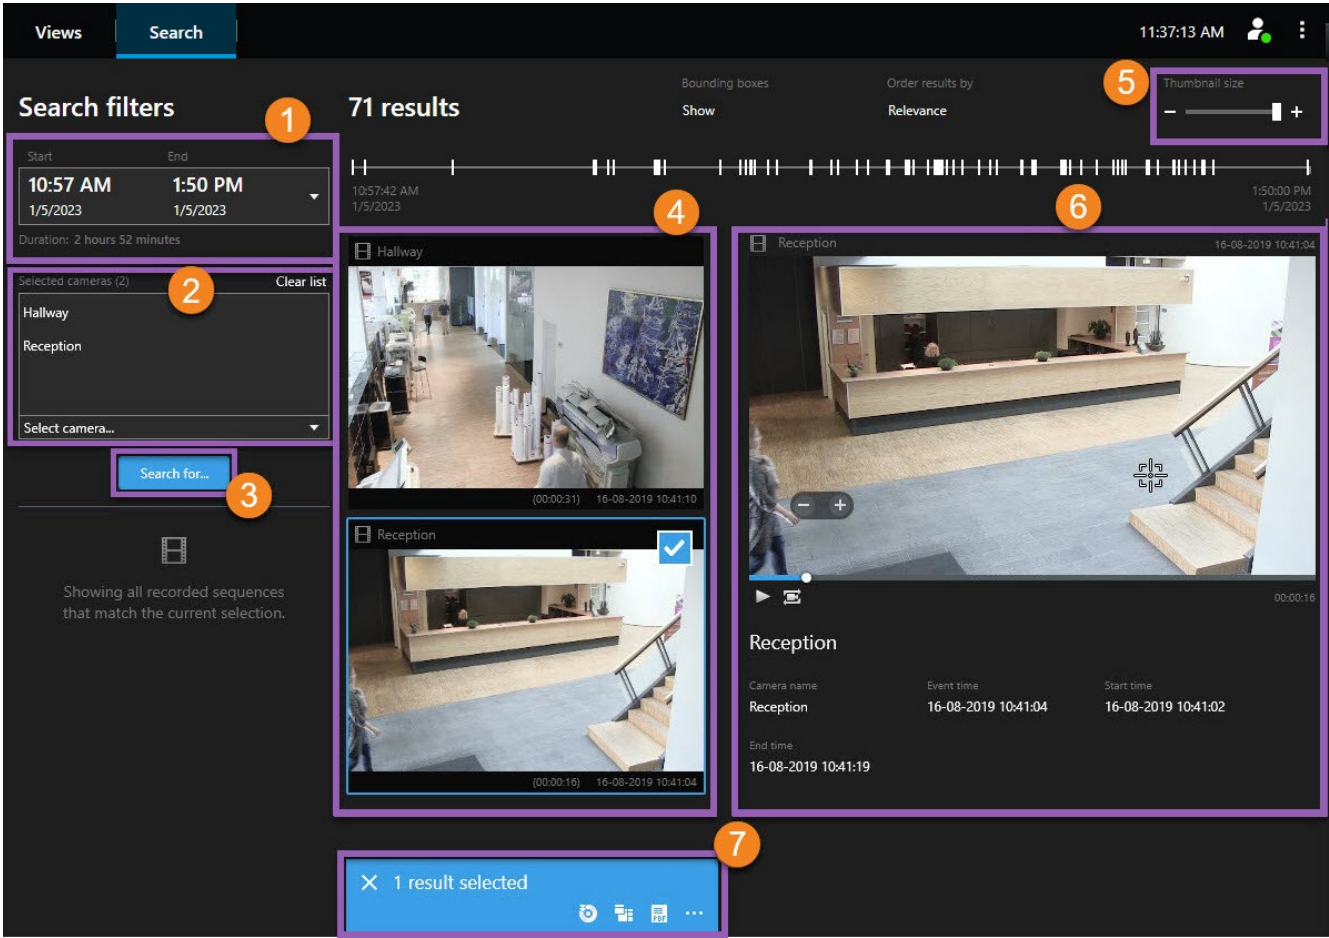 Views
Search
11:37:13 AM
Search filters
1
71 results
Bounding boxes
Show
Order results by
Relevance
5
Thumbnail size
Start
End
10:57 AM
1:50 PM
1/5/2023
1/5/2023
Duration: 2 hours 52 minutes
10:57:42 AM
1/5/2023
1:50:00 PM
1/5/2023
2
Selected cameras (2)
Clear list
Hallway
Reception
Select camera...
3
Search for...
Showing all recorded sequences
that match the current selection.
4
Hallway
(00:00:31) 16-08-2019 10:41:10
Reception
(00:00:16) 16-08-2019 10:41:04
6
Reception
16-08-2019 10:41:04
00:00:16
Reception
Camera name
Reception
Event time
16-08-2019 10:41:04
Start time
16-08-2019 10:41:02
End time
16-08-2019 10:41:19
7
1 result selected
PDF